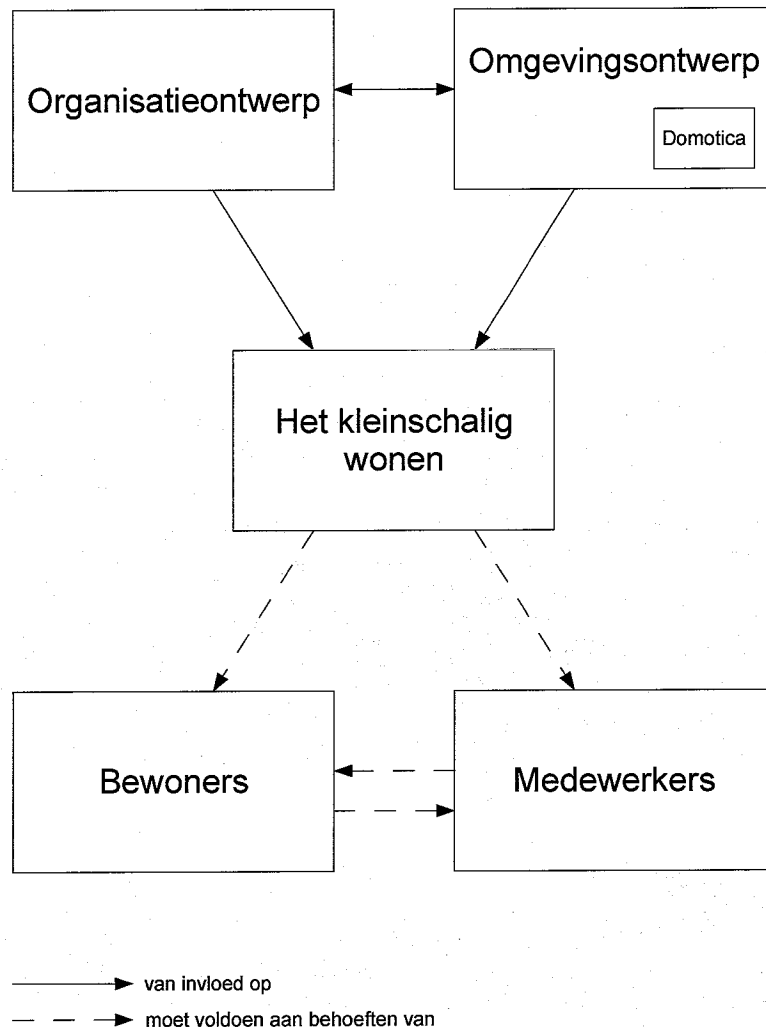 Organisatieontwerp
Omgevingsontwerp
Domotica
Het kleinschalig
wonen
Bewoners
Medewerkers
van invloed op
moet voldoen aan behoeften van